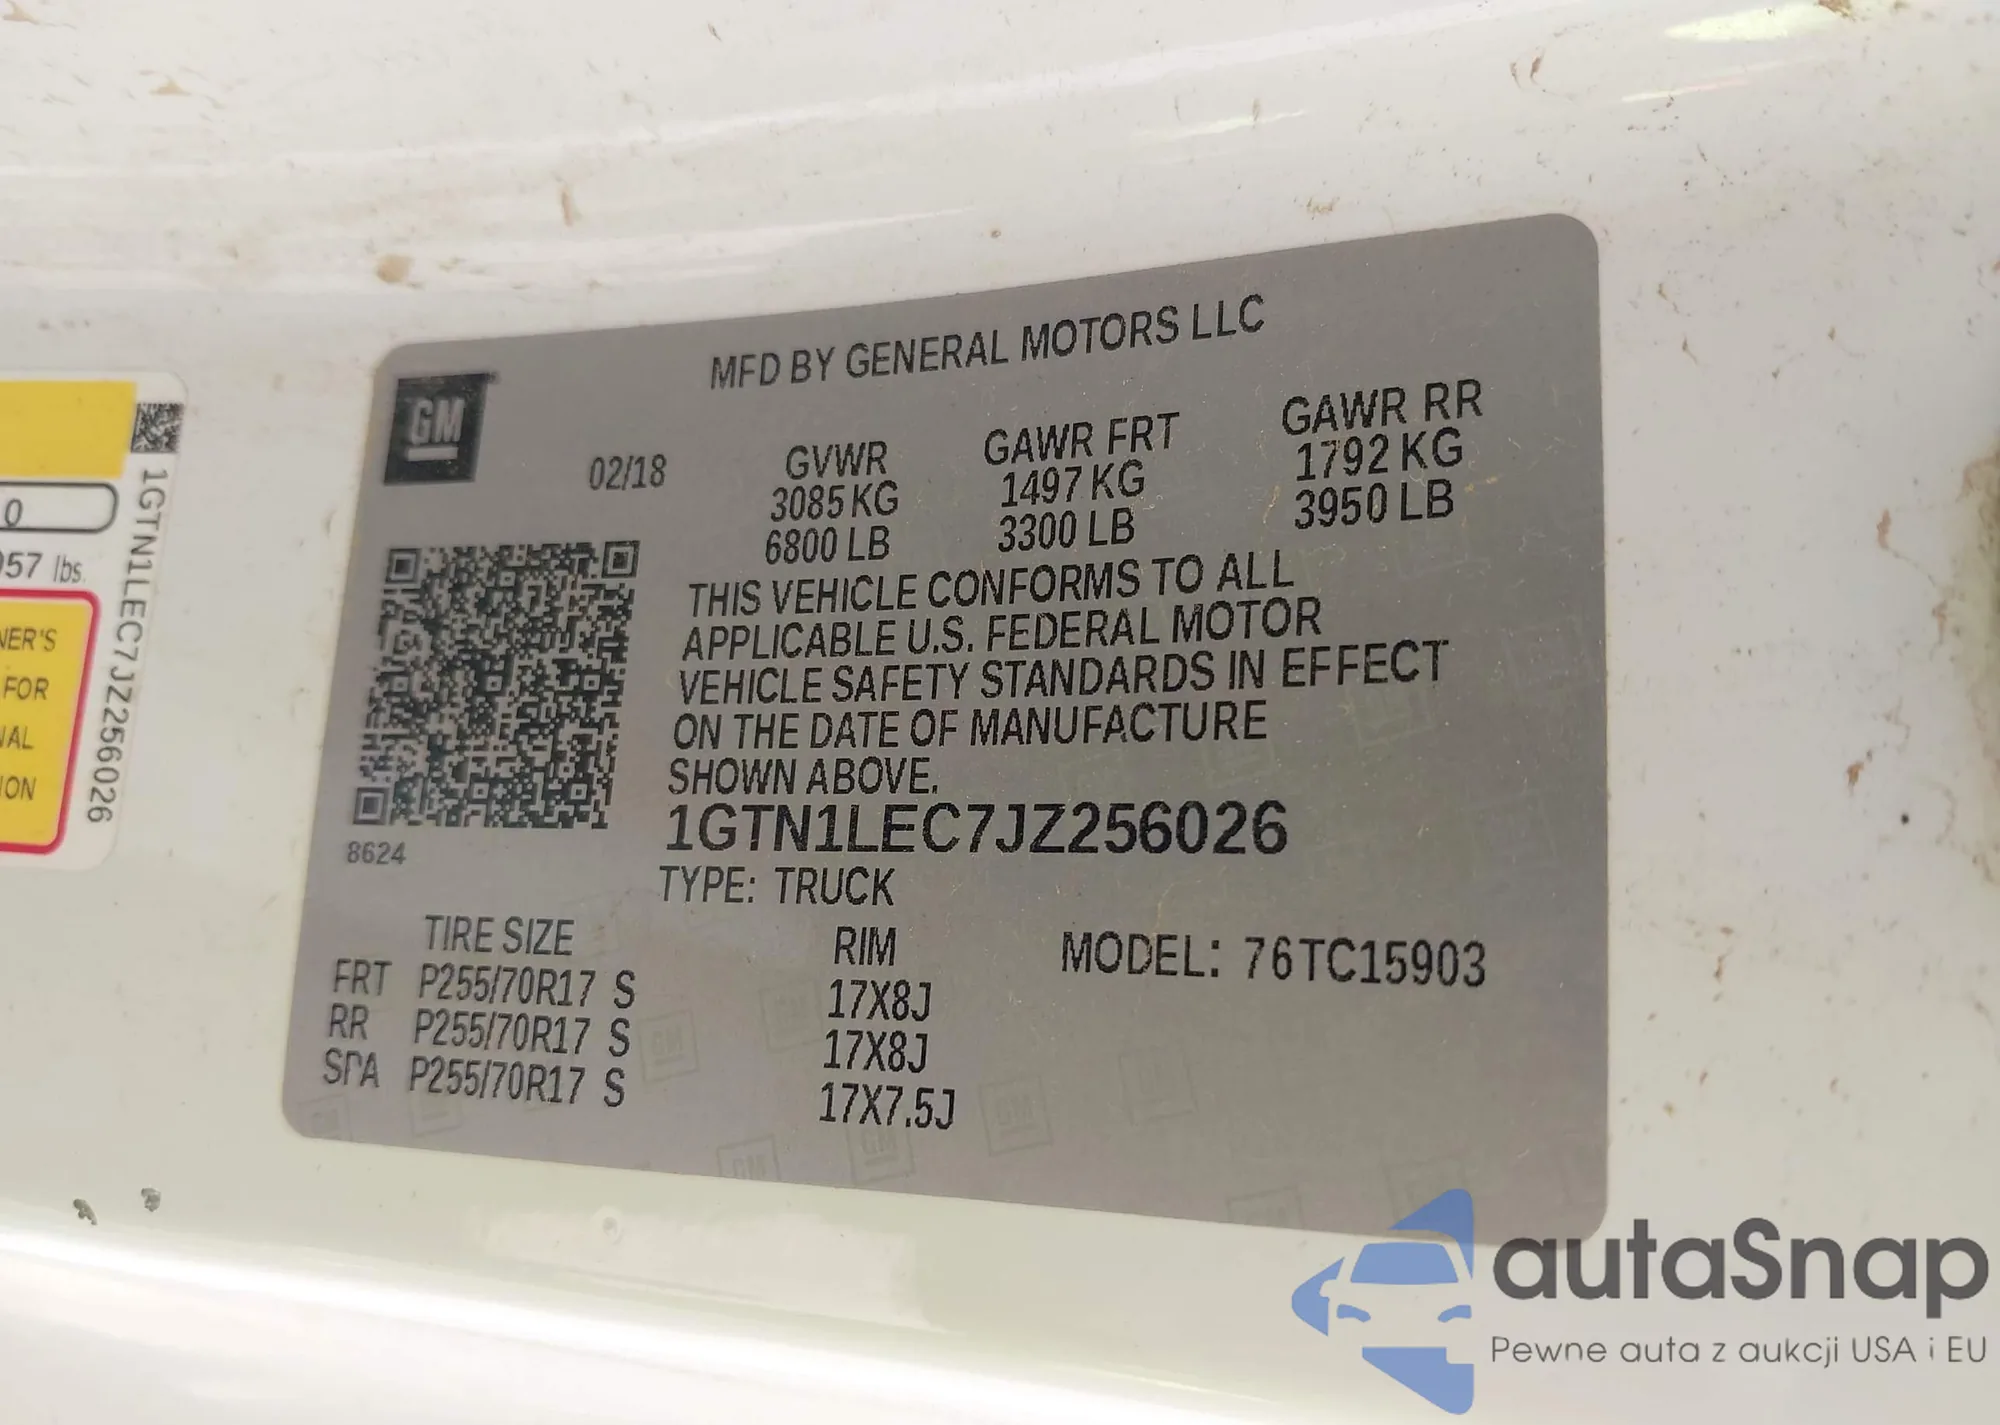 0
957 lbs.
NER'S
FOR
NAL
ION
1GTN1LEC7JZ256026
GM
MFD BY GENERAL MOTORS LLC
02/18
GVWR GAWR FRT GAWR RR
3085 KG 1497 KG 1792 KG
6800 LB 3300 LB 3950 LB
THIS VEHICLE CONFORMS TO ALL
APPLICABLE U.S. FEDERAL MOTOR
VEHICLE SAFETY STANDARDS IN EFFECT
ON THE DATE OF MANUFACTURE
SHOWN ABOVE.
1GTN1LEC7JZ256026
8624
TYPE: TRUCK
TIRE SIZE RIM MODEL: 76TC15903
FRT P255/70R17 S 17X8J
RR P255/70R17 S 17X8J
SPA P255/70R17 S 17X7.5J
autaSnap
Pewne auta z aukcji USA i EU